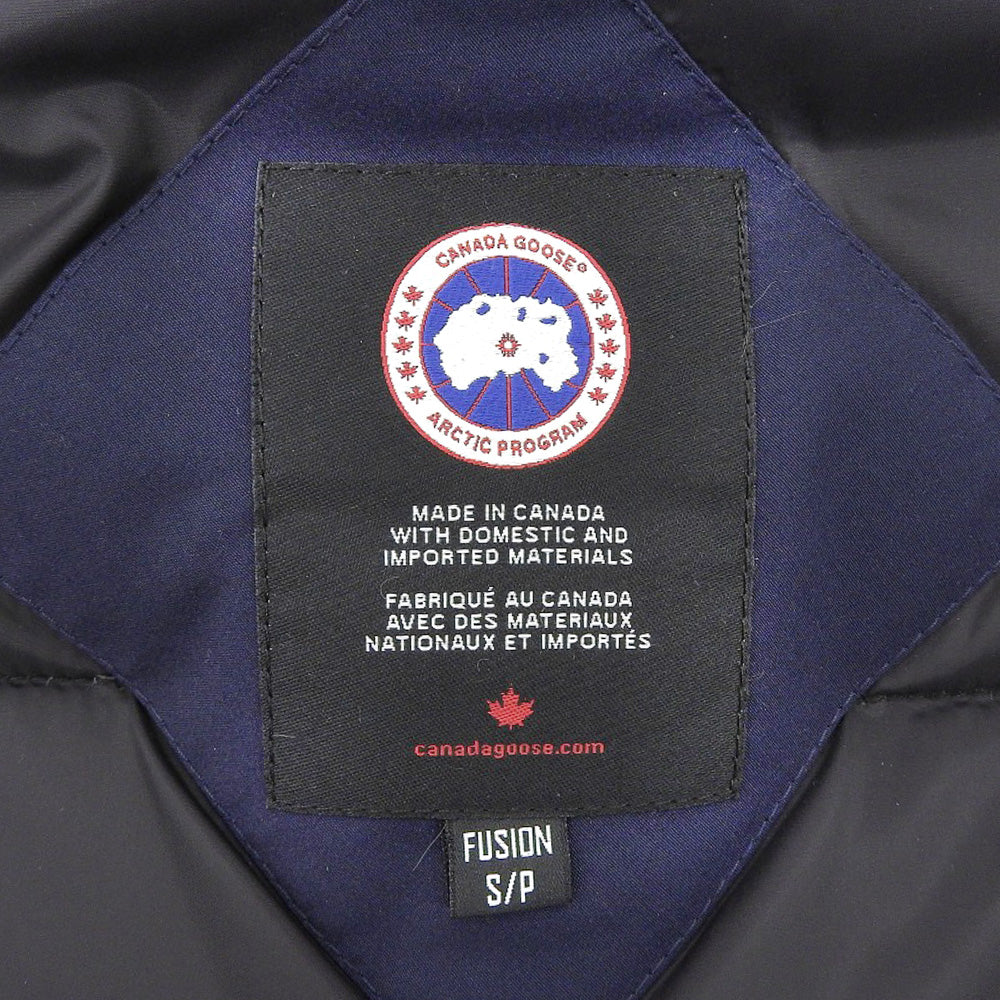 CANADA GOOSE®
ARCTIC PROGRAM
MADE IN CANADA
WITH DOMESTIC AND
IMPORTED MATERIALS
FABRIQUÉ AU CANADA
AVEC DES MATERIAUX
NATIONAUX ET IMPORTÉS
canadagoose.com
FUSION
S/P